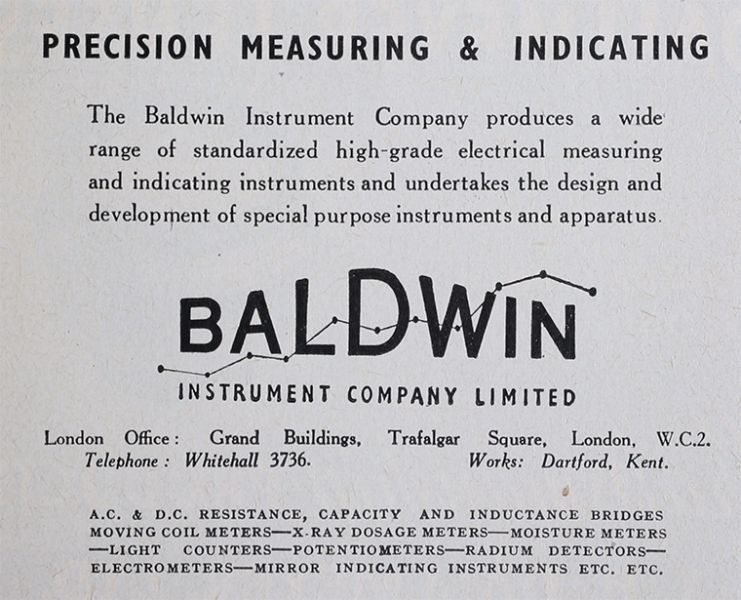 PRECISION MEASURING & INDICATING
The Baldwin Instrument Company produces a wide
range of standardized high-grade electrical measuring
and indicating instruments and undertakes the design and
development of special purpose instruments and apparatus.
BALDWIN
INSTRUMENT COMPANY LIMITED
London Office: Grand Buildings, Trafalgar Square, London, W.C.2.
Telephone: Whitehall 3736. Works: Dartford, Kent.
A.C. & D.C. RESISTANCE, CAPACITY AND INDUCTANCE BRIDGES
MOVING COIL METERS—X-RAY DOSAGE METERS—MOISTURE METERS
—LIGHT COUNTERS—POTENTIOMETERS—RADIUM DETECTORS—
ELECTROMETERS—MIRROR INDICATING INSTRUMENTS ETC. ETC.